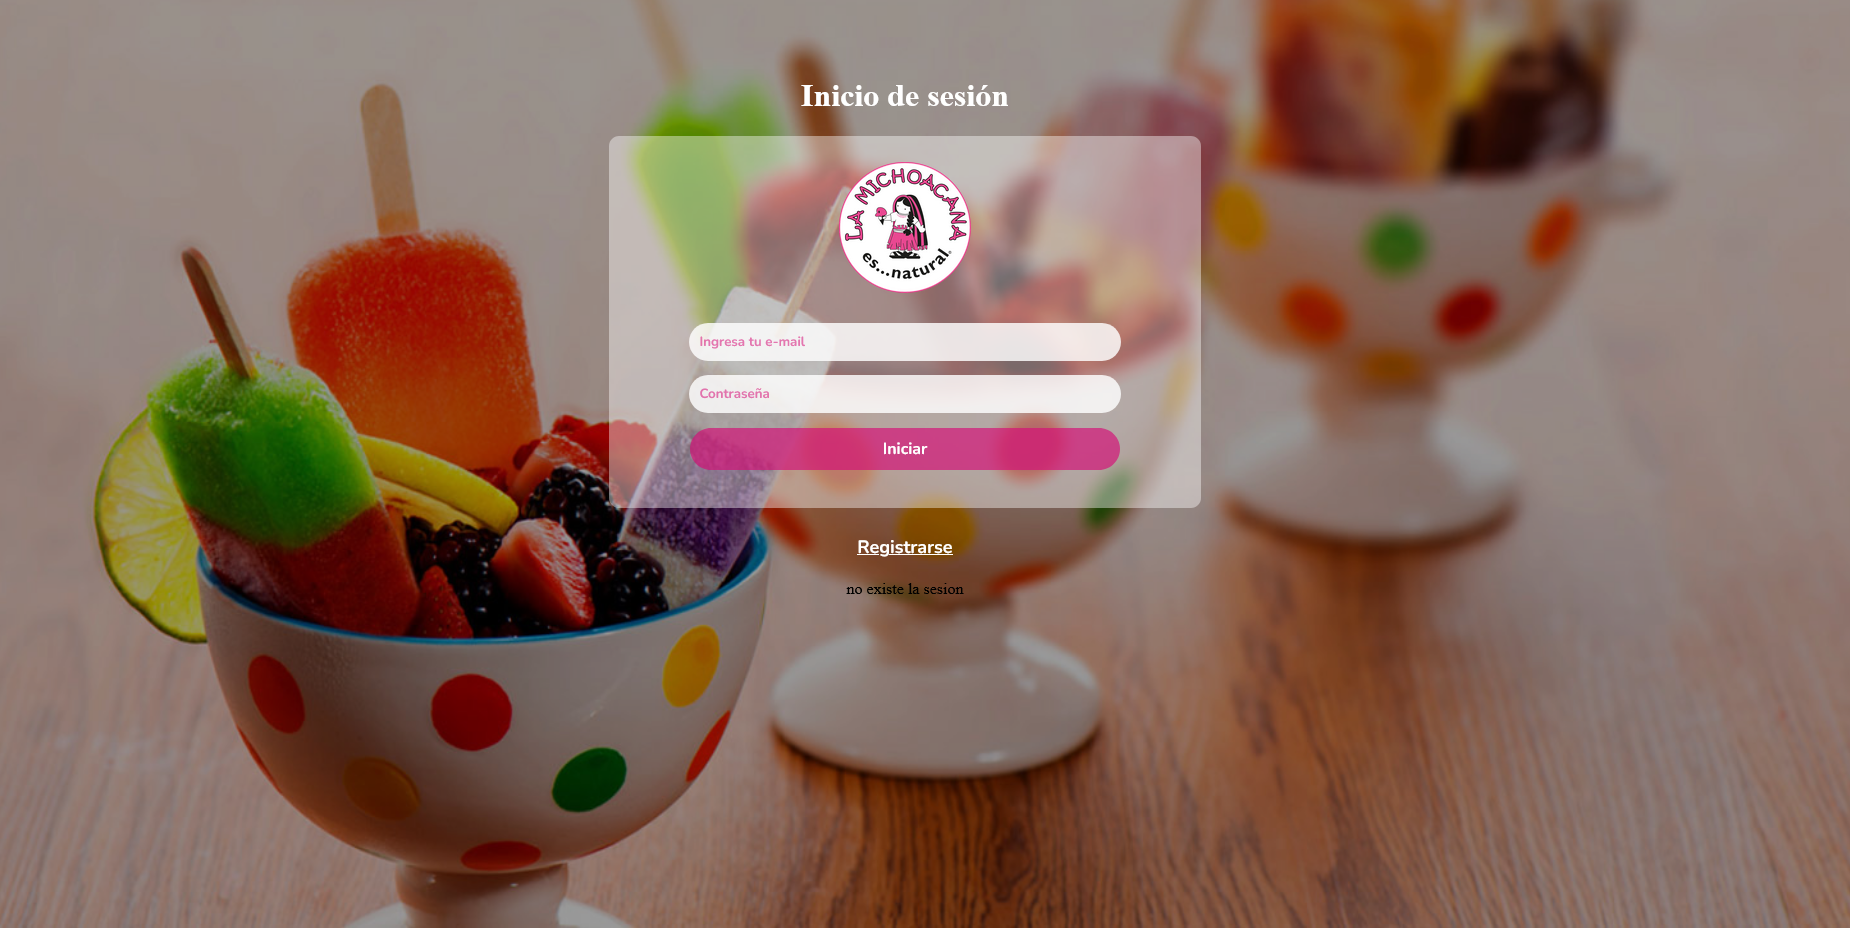 Inicio de sesión
LA MICHOACANA
es...natural
Ingresa tu e-mail
Contraseña
Iniciar
Registrarse
no existe la sesion